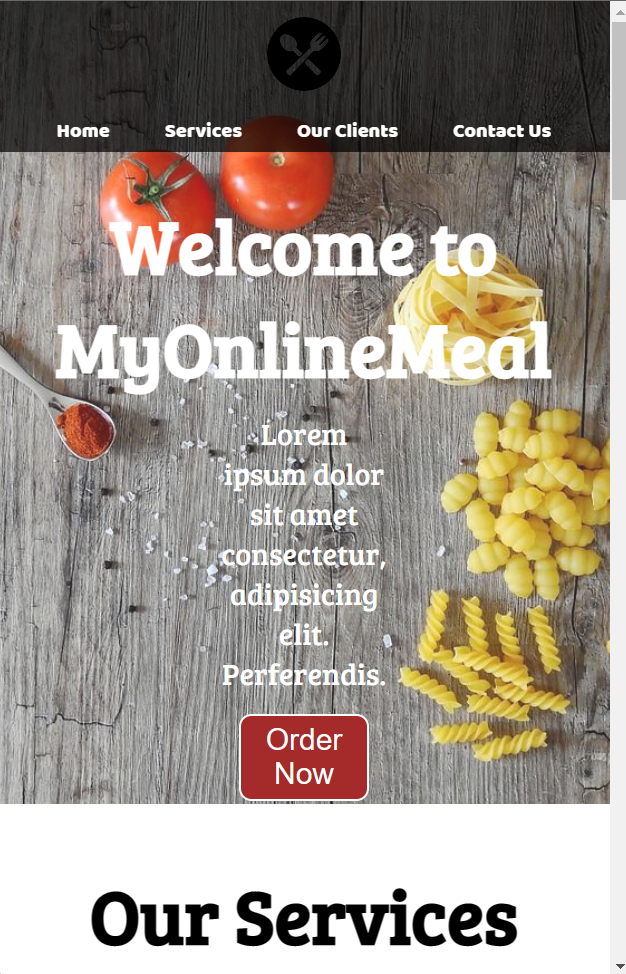 Home Services Our Clients Contact Us
Welcome to
MyOnlineMeal
Lorem
ipsum dolor
sit amet
consectetur,
adipisicing
elit.
Perferendis.
Order
Now
Our Services